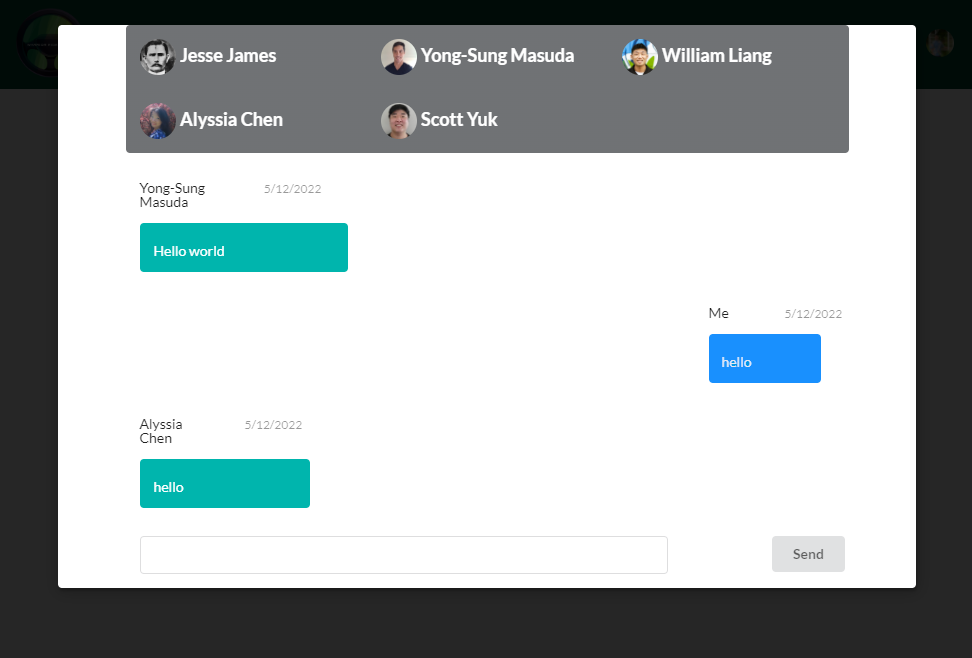 Jesse James Yong-Sung Masuda William Liang
Alyssia Chen Scott Yuk
Yong-Sung 5/12/2022
Masuda
Hello world
Me 5/12/2022
hello
Alyssia 5/12/2022
Chen
hello
Send